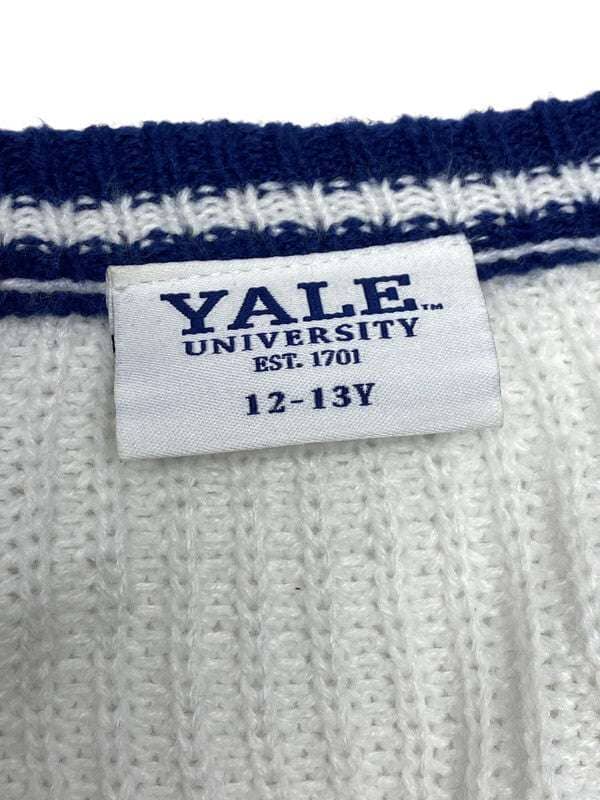 YALE™
UNIVERSITY
EST. 1701
12-13Y